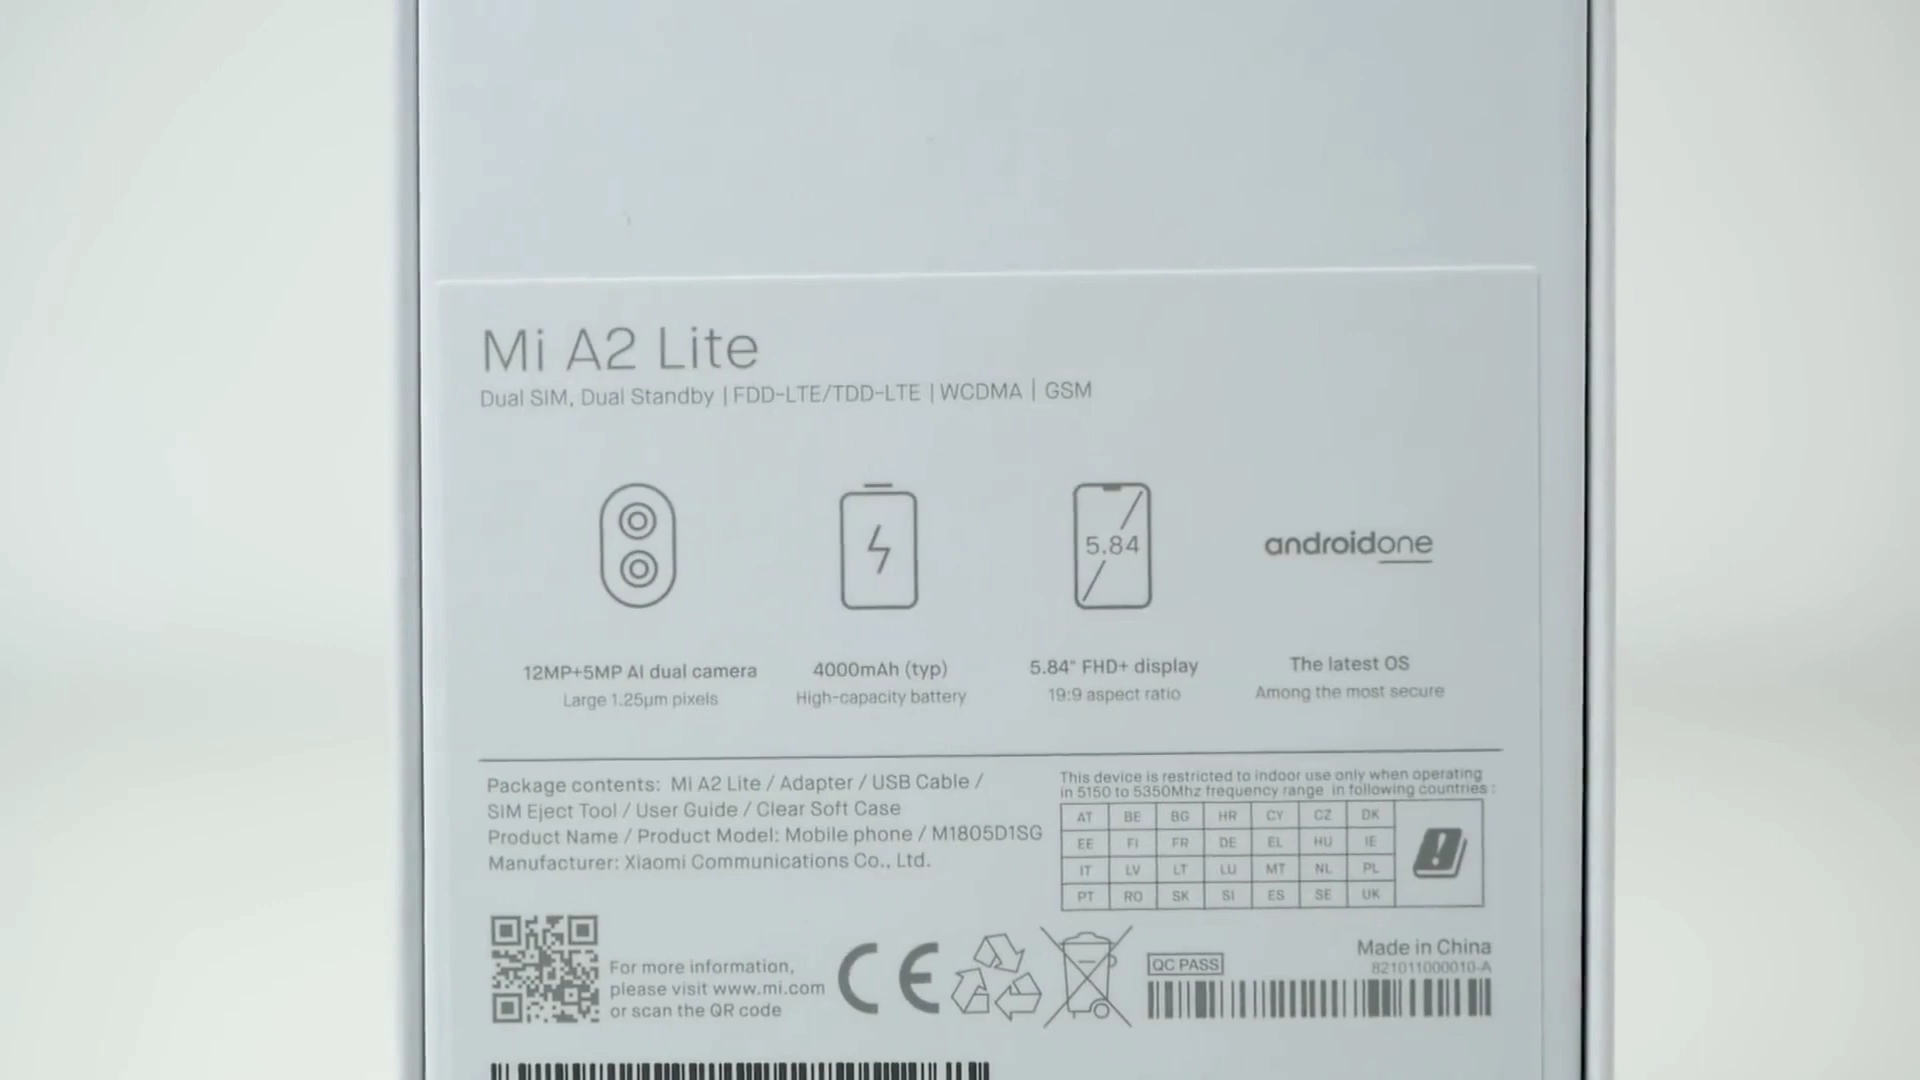 Mi A2 Lite
Dual SIM, Dual Standby | FDD-LTE/TDD-LTE | WCDMA | GSM
5.84
androidone
12MP+5MP AI dual camera
Large 1.25µm pixels
4000mAh (typ)
High-capacity battery
5.84" FHD+ display
19:9 aspect ratio
The latest OS
Among the most secure
Package contents: Mi A2 Lite / Adapter / USB Cable /
SIM Eject Tool / User Guide / Clear Soft Case
Product Name / Product Model: Mobile phone / M1805D1SG
Manufacturer: Xiaomi Communications Co., Ltd.
This device is restricted to indoor use only when operating
in 5150 to 5350Mhz frequency range in following countries :
AT BE BG HR CY CZ DK
EE FI FR DE EL HU IE
IT LV LT LU MT NL PL
PT RO SK SI ES SE UK
For more information,
please visit www.mi.com
or scan the QR code
CE
QC PASS
Made in China
821011000010-A